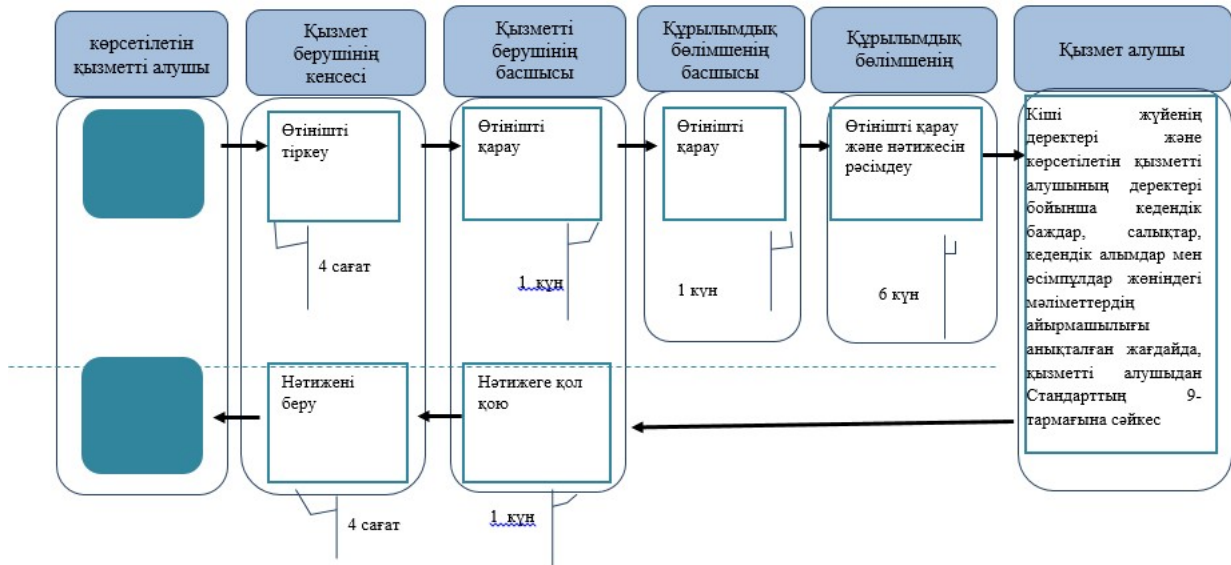 көрсетілетін
қызметті алушы
Қызмет
берушінің
кенсесі
Қызметті
берушінің
басшысы
Құрылымдық
бөлімшенің
басшысы
Құрылымдық
бөлімшенің
Қызмет алушы
Өтінішті
тіркеу
Өтінішті
қарау
Өтінішті
қарау
Өтінішті қарау
және нәтижесін
рәсімдеу
Кіші жүйенің
деректері және
көрсетілетін қызметті
алушының деректері
бойынша кедендік
баждар, салықтар,
кедендік алымдар мен
өсімпұлдар жөніндегі
мәліметтердің
айырмашылығы
анықталған жағдайда,
қызметті алушыдан
Стандарттың 9-
тармағына сәйкес
4 сағат
1 күн
1 күн
6 күн
Нәтижені
беру
Нәтижеге қол
қою
4 сағат
1 күн